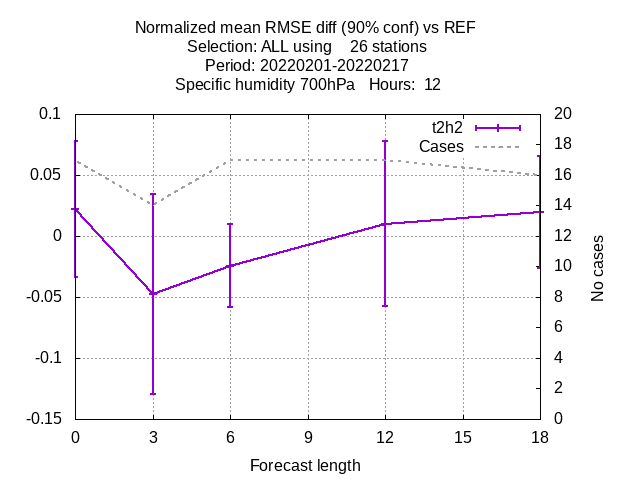 Normalized mean RMSE diff (90% conf) vs REF
Selection: ALL using    26 stations
Period: 20220201-20220217
Specific humidity 700hPa   Hours:  12
t2h2
Cases
0.1
0.05
0
-0.05
-0.1
-0.15
20
18
16
14
12
10
8
6
4
2
0
No cases
0 3 6 9 12 15 18
Forecast length